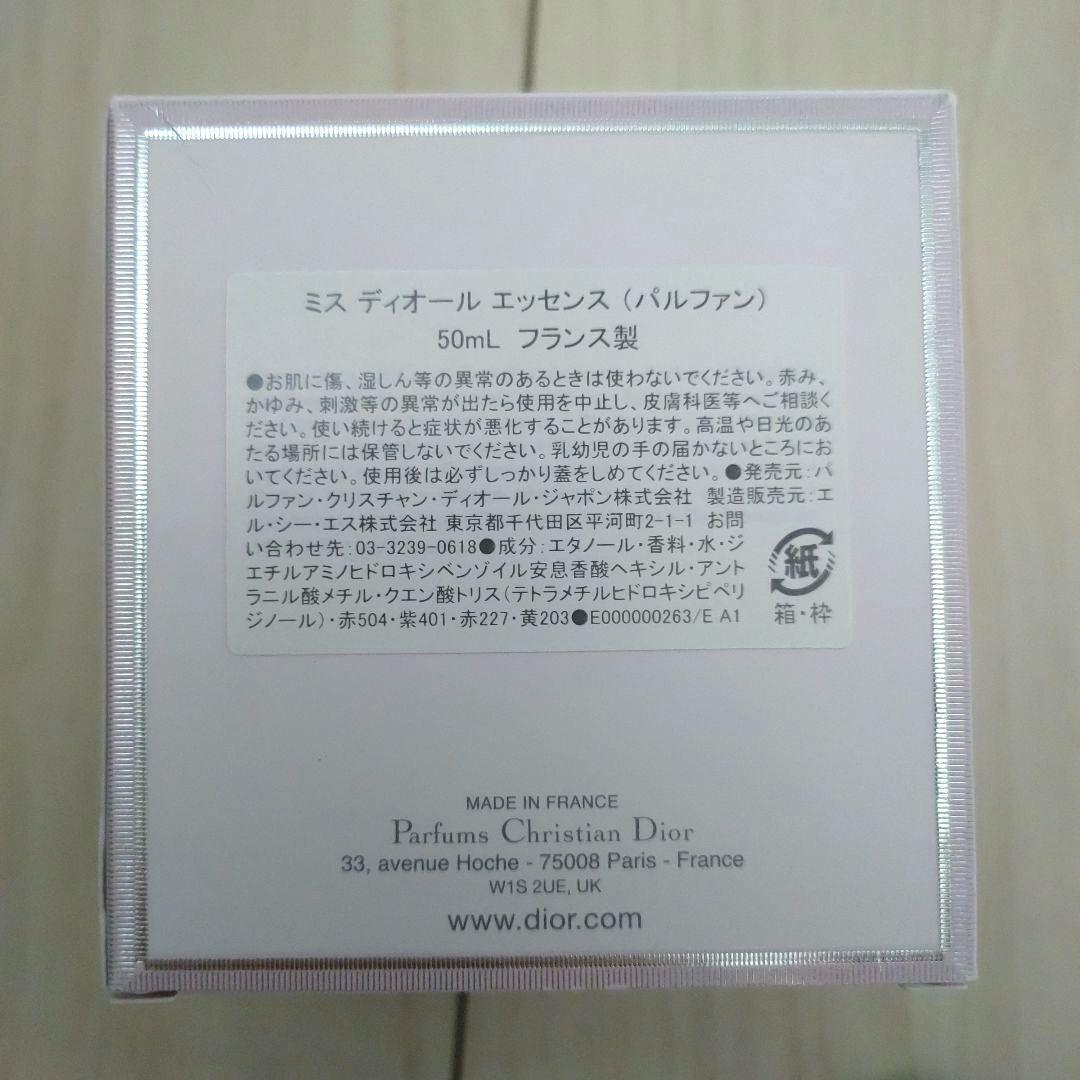 ミス ディオール エッセンス (パルファン)
50mL フランス製
●お肌に傷、湿しん等の異常のあるときは使わないでください。赤み、
かゆみ、刺激等の異常が出たら使用を中止し、皮膚科医等へご相談く
ださい。使い続けると症状が悪化することがあります。高温や日光のあ
たる場所には保管しないでください。乳幼児の手の届かないところにお
いてください。使用後は必ずしっかり蓋をしめてください。●発売元:パ
ルファン・クリスチャン・ディオール・ジャポン株式会社 製造販売元:エ
ル・シー・エス株式会社 東京都千代田区平河町2-1-1 お問
い合わせ先:03-3239-0618●成分:エタノール・香料・水・ジ
エチルアミノヒドロキシベンゾイル安息香酸ヘキシル・アント
ラニル酸メチル・クエン酸トリス(テトラメチルヒドロキシピペリ
ジノール)・赤504・紫401・赤227・黄203●E000000263/E A1
紙
箱・枠
MADE IN FRANCE
Parfums Christian Dior
33, avenue Hoche - 75008 Paris - France
W1S 2UE, UK
www.dior.com